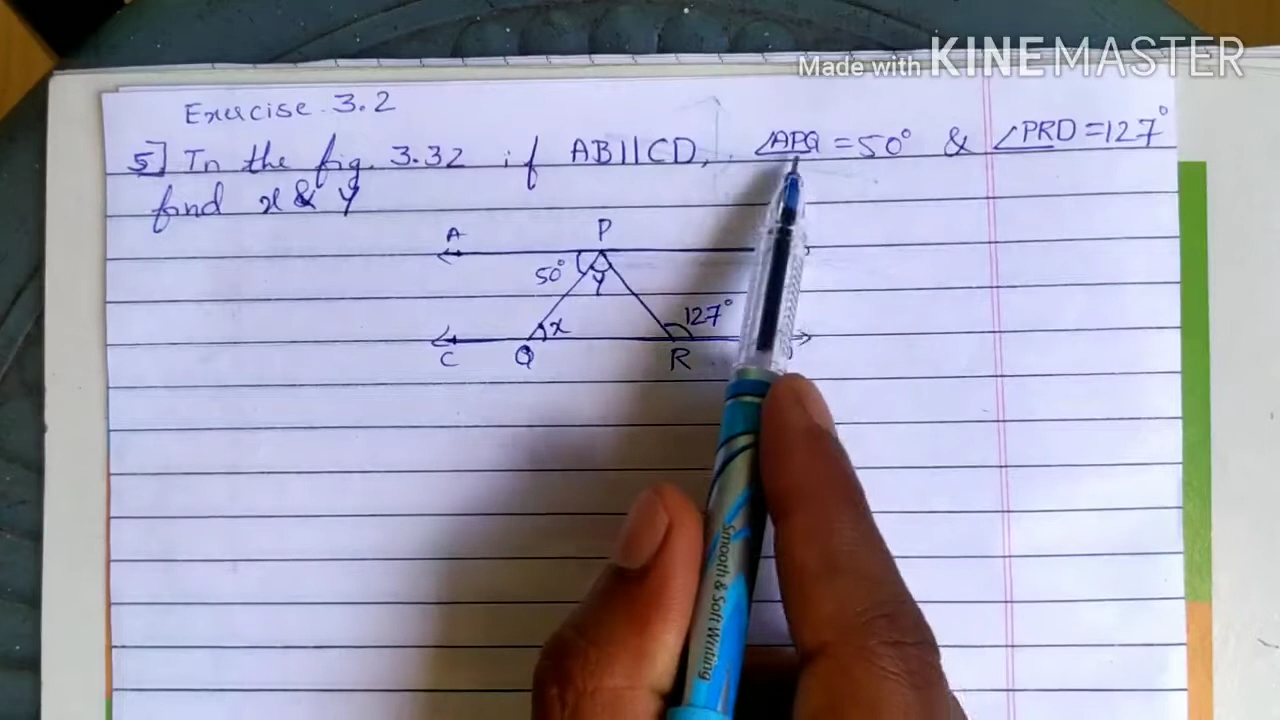 Made with KINEMASTER
Exercise 3.2
5] In the fig. 3.32 if AB||CD, ∠APQ = 50° & ∠PRD = 127°
find x & y
A P
50° y
x 127°
C Q R
Smooth & Soft Writing